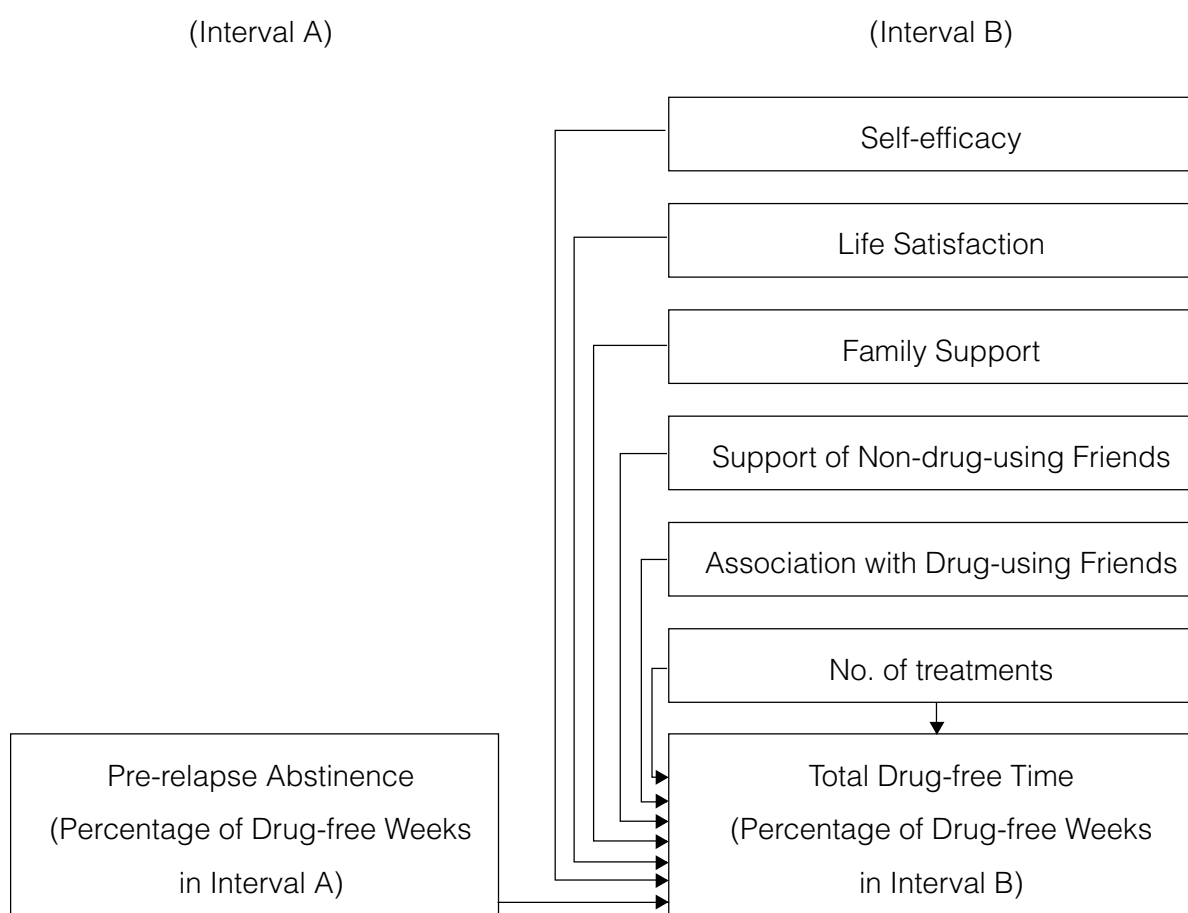 (Interval A)
(Interval B)
Self-efficacy
Life Satisfaction
Family Support
Support of Non-drug-using Friends
Association with Drug-using Friends
No. of treatments
Pre-relapse Abstinence
(Percentage of Drug-free Weeks
in Interval A)
Total Drug-free Time
(Percentage of Drug-free Weeks
in Interval B)